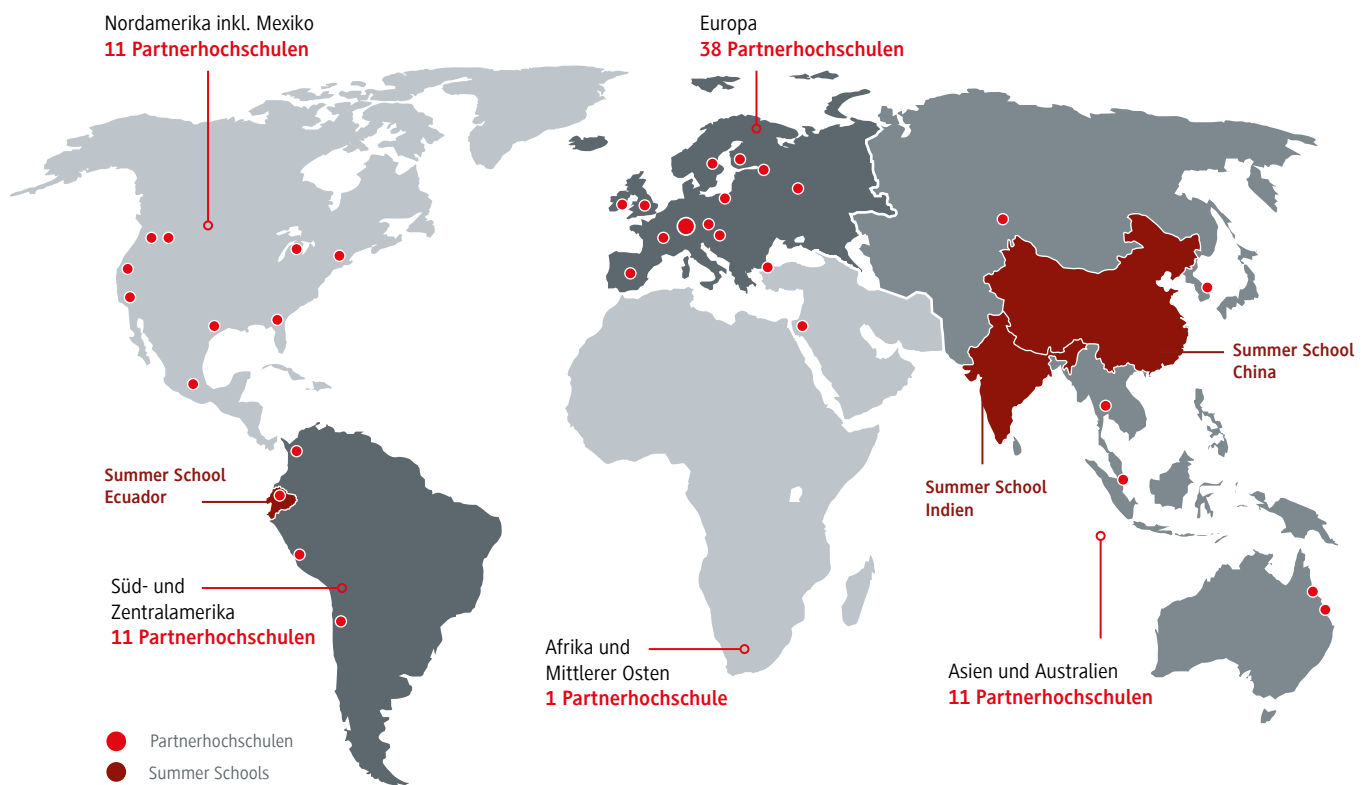 Nordamerika inkl. Mexiko
11 Partnerhochschulen
Europa
38 Partnerhochschulen
Summer School
China
Summer School
Ecuador
Summer School
Indien
Süd- und
Zentralamerika
11 Partnerhochschulen
Afrika und
Mittlerer Osten
1 Partnerhochschule
Asien und Australien
11 Partnerhochschulen
Partnerhochschulen
Summer Schools